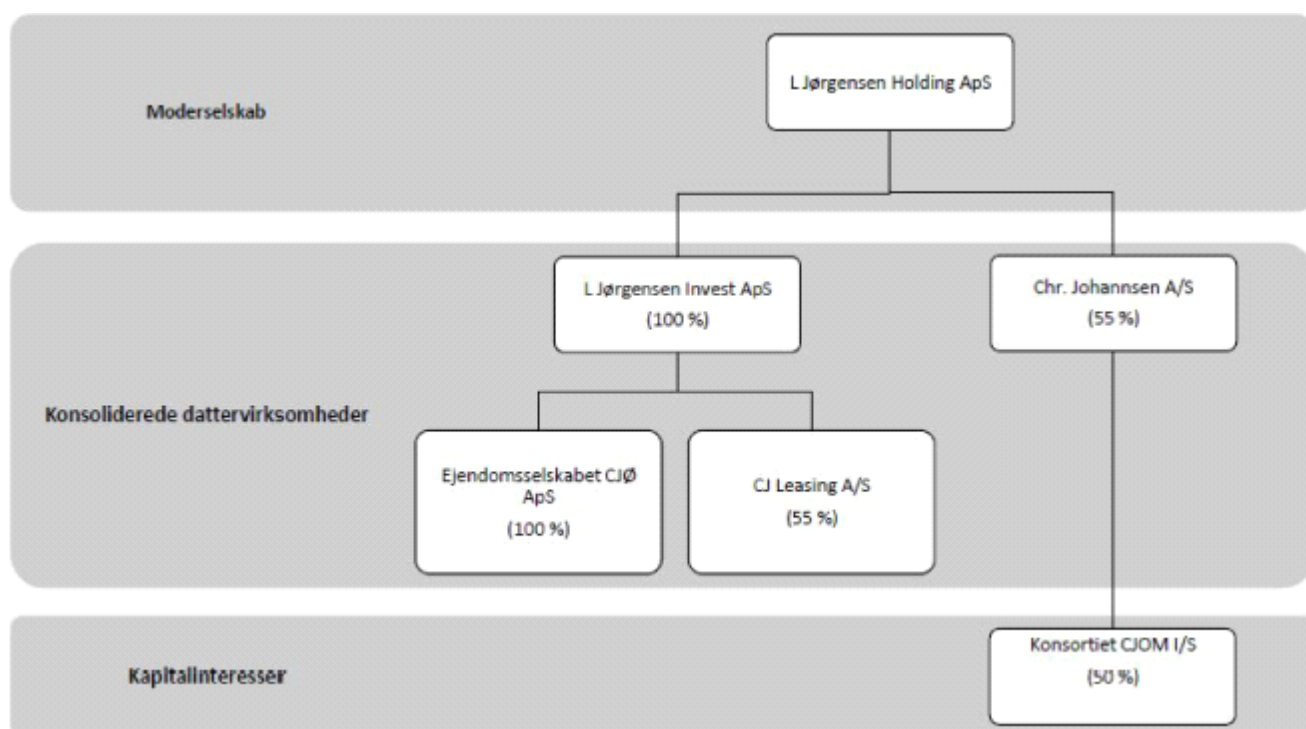 L Jørgensen Holding ApS
Moderselskab
L Jørgensen Invest ApS
(100 %)
Chr. Johannsen A/S
(55 %)
Konsoliderede dattervirksomheder
Ejendomsselskabet CJØ
ApS
(100 %)
CJ Leasing A/S
(55 %)
Konsortiet CJOM I/S
(50 %)
Kapitalinteresser